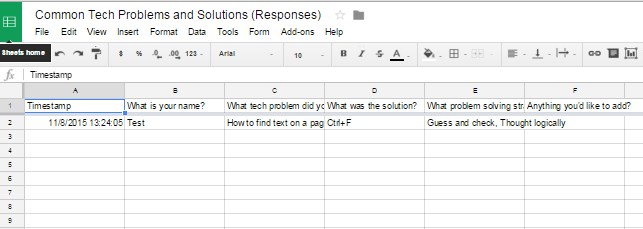 Common Tech Problems and Solutions (Responses)
File Edit View Insert Format Data Tools Form Add-ons Help
Sheets home $ % .0 .00 123 Arial 10 B I S A
fx Timestamp
A B C D E F
1 Timestamp What is your name? What tech problem did yo What was the solution? What problem solving str Anything you'd like to add?
2 11/8/2015 13:24:05 Test How to find text on a pag Ctrl+F Guess and check, Thought logically
3
4
5
6
7
8
9